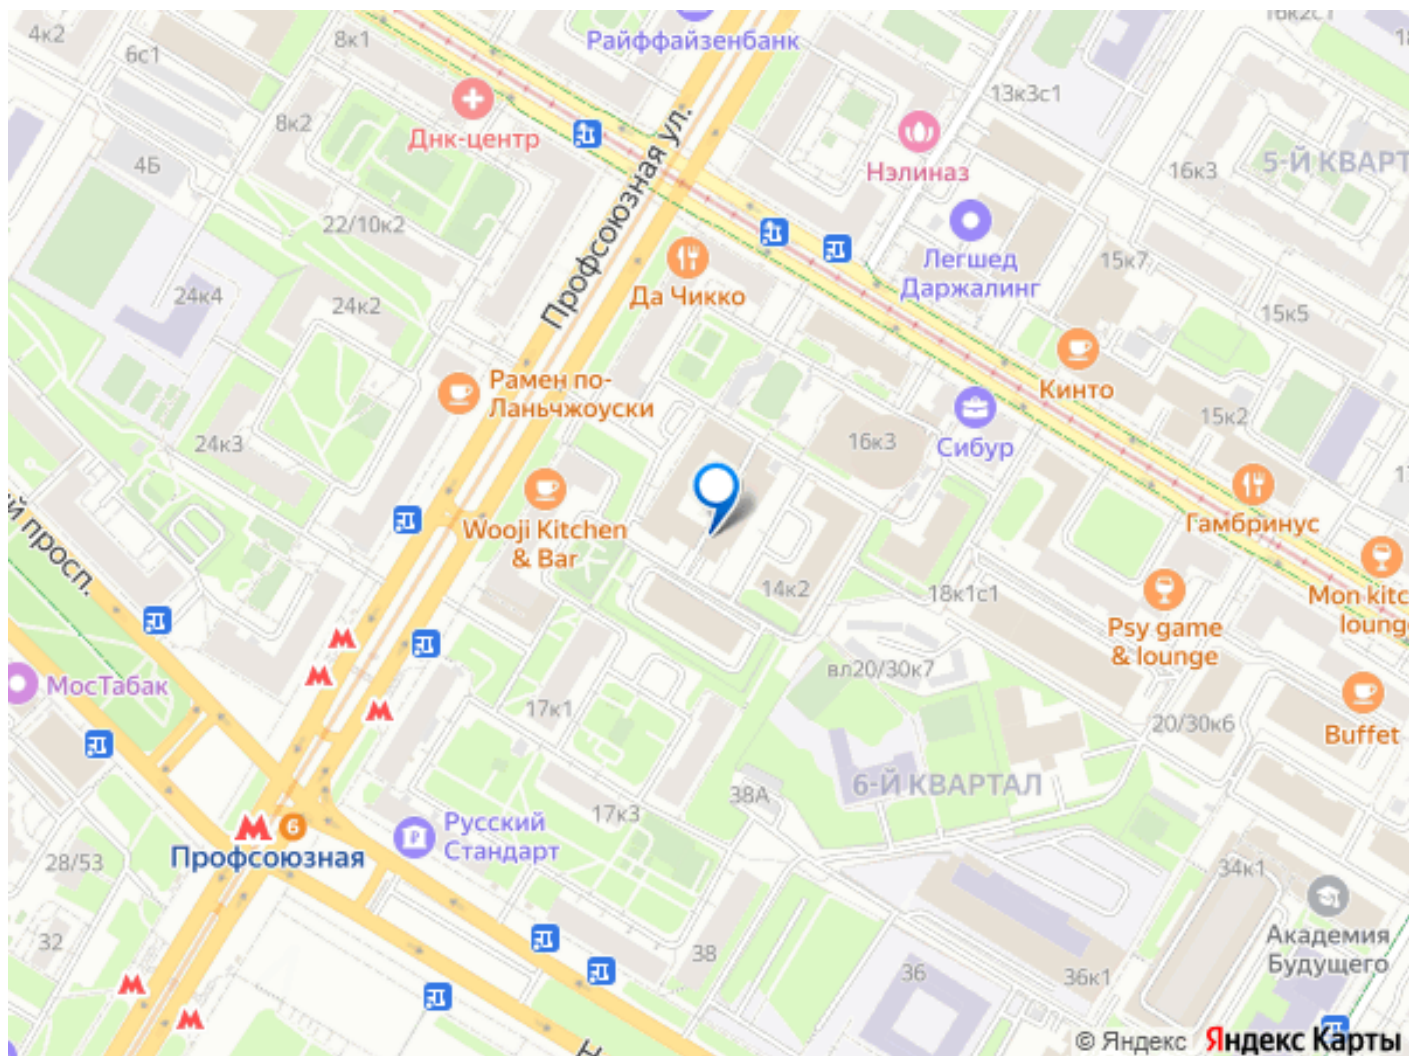 Райффайзенбанк
16к2с1
4к2
8к1
6с1
13к3с1
Днк-центр
8к2
4Б
Нэлиназ
16к3
5-Й КВАРТ
Профсоюзная ул.
22/10к2
Легшед
Даржалинг
15к7
Да Чикко
24к4
24к2
15к5
Рамен по-
Ланьчжоуски
Кинто
15к2
24к3
16к3
Сибур
Wooji Kitchen
& Bar
Гамбринус
й просп.
14к2
18к1с1
Mon kitc
loung
Psy game
& lounge
вл20/30к7
МосТабак
17к1
20/30к6
Buffet
6-Й КВАРТАЛ
38А
17к3
Русский
Стандарт
6
Профсоюзная
28/53
34к1
32
38
36
36к1
Академия
Будущего
Н
© Яндекс Яндекс Карты